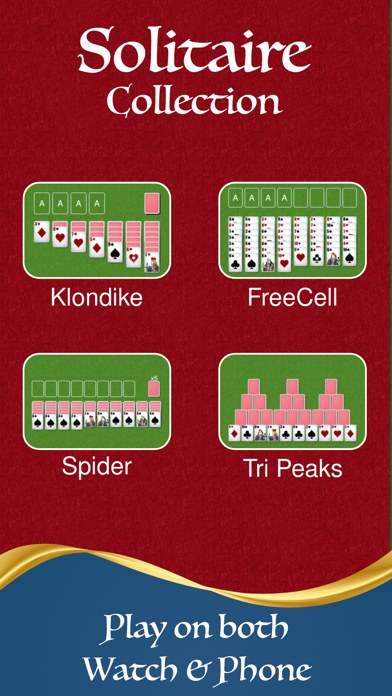 Solitaire
Collection
A A A A
A A A A
Klondike
FreeCell
Spider
Tri Peaks
Play on both
Watch & Phone